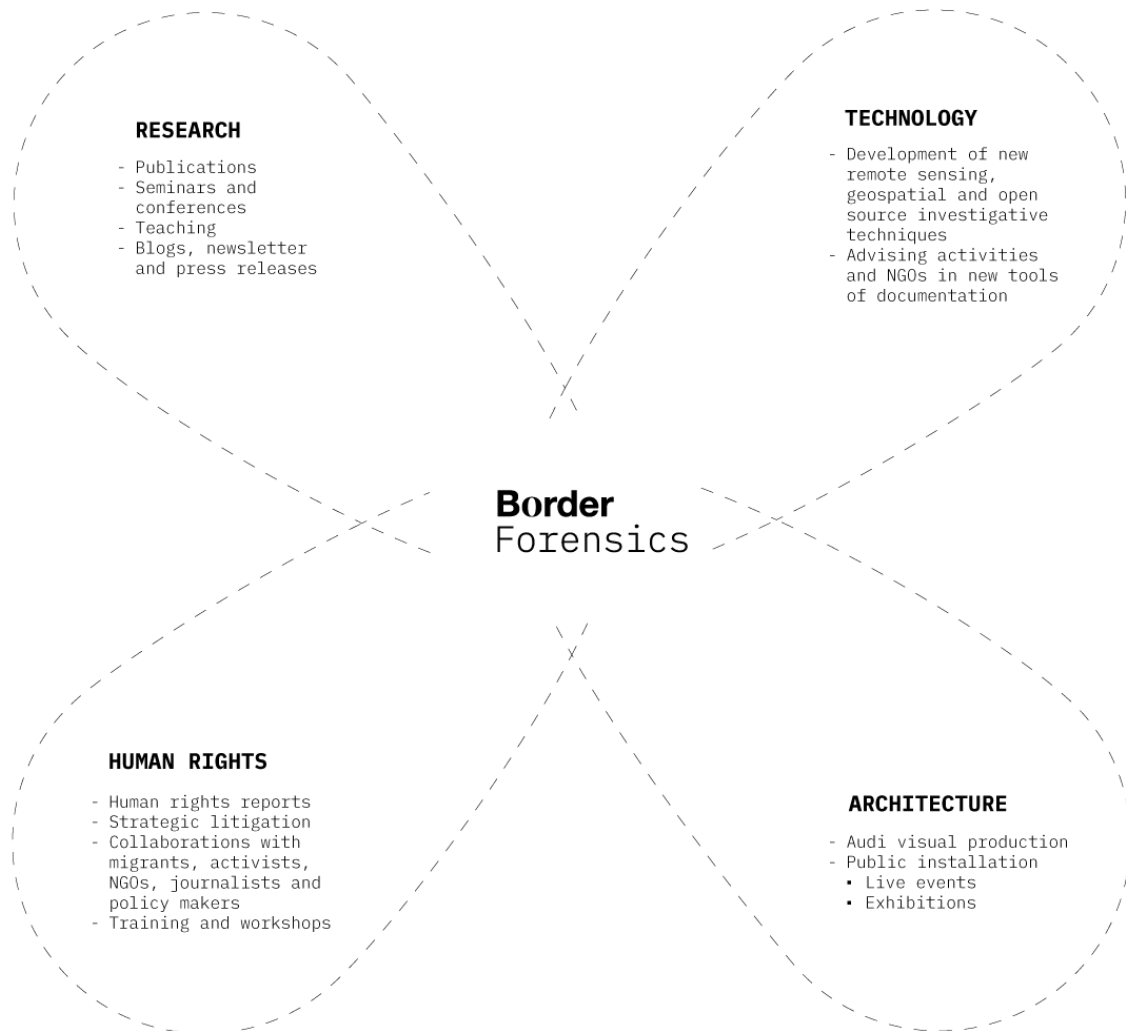 RESEARCH
- Publications
- Seminars and
conferences
- Teaching
- Blogs, newsletter
and press releases
TECHNOLOGY
- Development of new
remote sensing,
geospatial and open
source investigative
techniques
- Advising activities
and NGOs in new tools
of documentation
Border
Forensics
HUMAN RIGHTS
- Human rights reports
- Strategic litigation
- Collaborations with
migrants, activists,
NGOs, journalists and
policy makers
- Training and workshops
ARCHITECTURE
- Audi visual production
- Public installation
▪ Live events
▪ Exhibitions